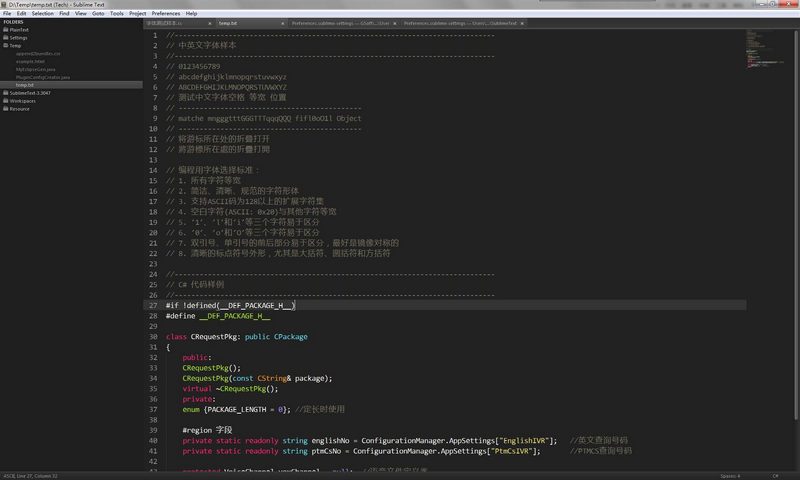 D:\Temp\temp.txt (Tech) - Sublime Text
File Edit Selection Find View Goto Tools Project Preferences Help
FOLDERS
PlainText
Settings
Temp
append2bundles.csv
example.html
MyEclipseGen.java
PluginConfigCreator.java
temp.txt
SublimeText-3.3047
Workspaces
Resource
字体测试样本.cs
temp.txt
Preferences.sublime-settings
Preferences.sublime-settings
1 //----------------------------------------------------------------
2 // 中英文字体样本
3 //----------------------------------------------------------------
4 // 0123456789
5 // abcdefghijklmnopqrstuvwxyz
6 // ABCDEFGHIJKLMNOPQRSTUVWXYZ
7 // 测试中文字体空格 等宽 位置
8 // ------------------------------------
9 // matche mngggtttGGGTTTqqqQQQ fifl0oO1l Object
10 // ------------------------------------
11 // 将游标所在处的折叠打开
12 // 將游標所在處的折疊打開
13
14 // 编程用字体选择标准：
15 // 1. 所有字符等宽
16 // 2. 简洁、清晰、规范的字符形体
17 // 3. 支持ASCII码为128以上的扩展字符集
18 // 4. 空白字符(ASCII: 0x20)与其他字符等宽
19 // 5. '1'、'l'和'i'等三个字符易于区分
20 // 6. '0'、'o'和'O'等三个字符易于区分
21 // 7. 双引号、单引号的前后部分易于区分，最好是镜像对称的
22 // 8. 清晰的标点符号外形，尤其是大括符、圆括符和方括符
23
24 //----------------------------------------------------------------
25 // C# 代码样例
26 //----------------------------------------------------------------
27 #if !defined(__DEF_PACKAGE_H__)
28 #define __DEF_PACKAGE_H__
29
30 class CRequestPkg: public CPackage
31 {
32 public:
33 CRequestPkg();
34 CRequestPkg(const CString& package);
35 virtual ~CRequestPkg();
36 private:
37 enum {PACKAGE_LENGTH = 0}; //定长时使用
38
39 #region 字段
40 private static readonly string englishNo = ConfigurationManager.AppSettings["EnglishIVR"]; //英文查询号码
41 private static readonly string ptmCsNo = ConfigurationManager.AppSettings["PtmCsIVR"]; //PTMCS查询号码
42
ASCII, Line 27, Column 32
Spaces: 4
C#